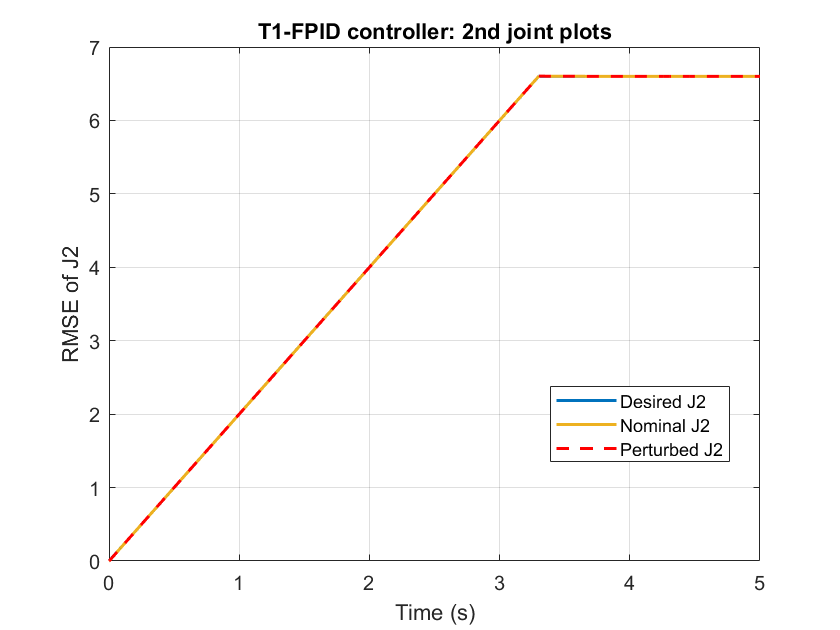 T1-FPID controller: 2nd joint plots
7
6
5
4
3
2
1
0
RMSE of J2
Desired J2
Nominal J2
Perturbed J2
0 1 2 3 4 5
Time (s)